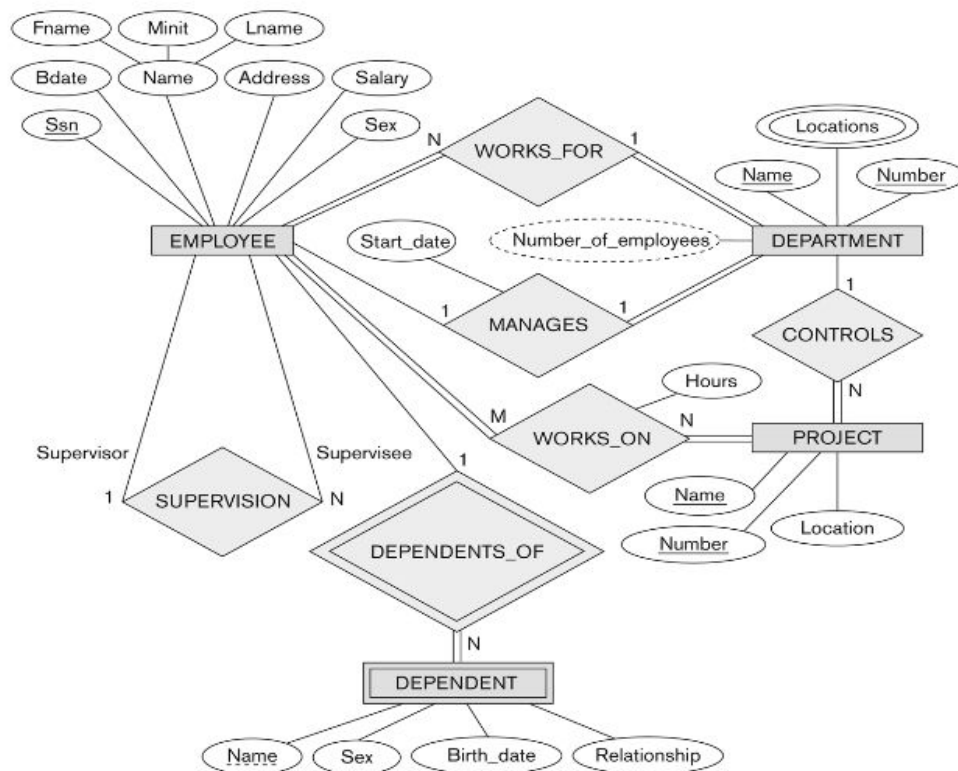 Fname
Minit
Lname
Bdate
Name
Address
Salary
Ssn
Sex
N
WORKS_FOR
1
Locations
Name
Number
EMPLOYEE
Start_date
Number_of_employees
DEPARTMENT
1
MANAGES
1
1
CONTROLS
N
Hours
M
WORKS_ON
N
PROJECT
Supervisor
Supervisee
1
SUPERVISION
N
1
Name
Number
Location
DEPENDENTS_OF
N
DEPENDENT
Name
Sex
Birth_date
Relationship